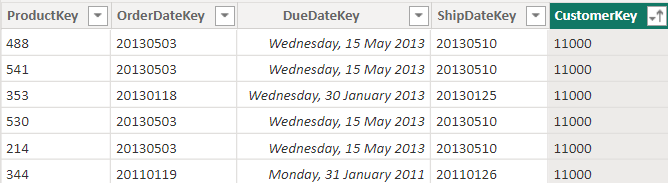 ProductKey OrderDateKey DueDateKey ShipDateKey CustomerKey
488 20130503 Wednesday, 15 May 2013 20130510 11000
541 20130503 Wednesday, 15 May 2013 20130510 11000
353 20130118 Wednesday, 30 January 2013 20130125 11000
530 20130503 Wednesday, 15 May 2013 20130510 11000
214 20130503 Wednesday, 15 May 2013 20130510 11000
344 20110119 Monday, 31 January 2011 20110126 11000